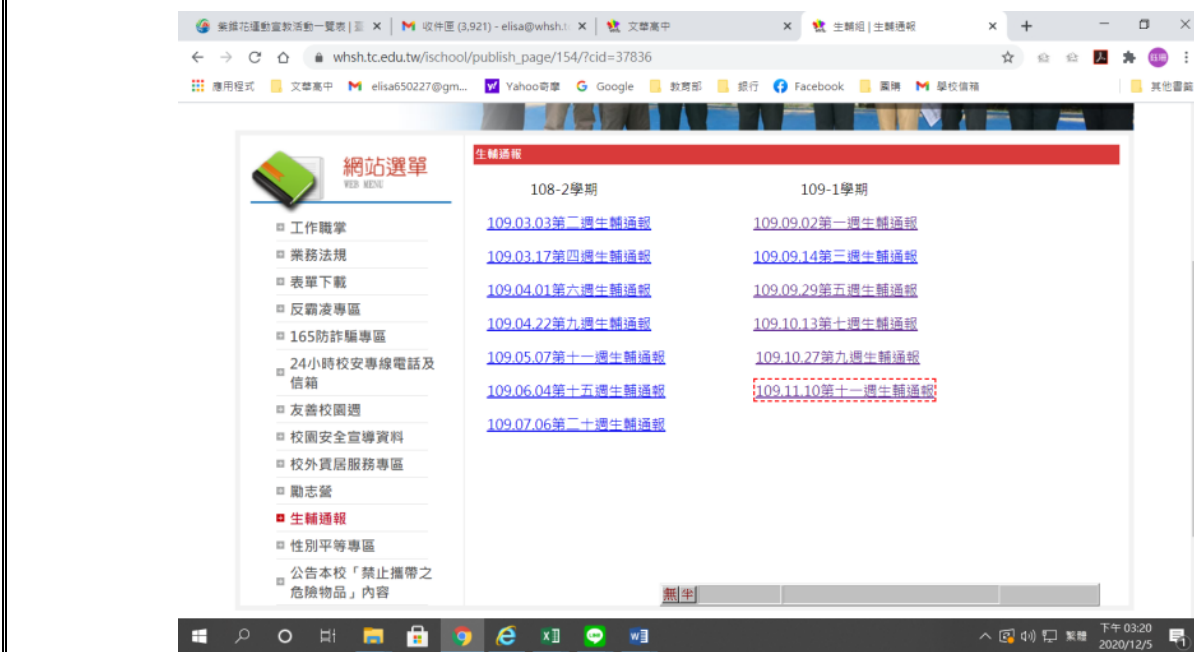 紫錐花運動宣教活動一覽表 | 臺
收件匣 (3,921) - elisa@whsh.t
文華高中
生輔組 | 生輔通報
whsh.tc.edu.tw/ischool/publish_page/154/?cid=37836
應用程式
文華高中
elisa650227@gm...
Yahoo奇摩
Google
教育部
銀行
Facebook
團購
學校信箱
其他書籤
網站選單
WEB MENU
工作職掌
業務法規
表單下載
反霸凌專區
165防詐騙專區
24小時校安專線電話及
信箱
友善校園週
校園安全宣導資料
校外賃居服務專區
勵志營
生輔通報
性別平等專區
公告本校「禁止攜帶之
危險物品」內容
生輔通報
108-2學期
109.03.03第二週生輔通報
109.03.17第四週生輔通報
109.04.01第六週生輔通報
109.04.22第九週生輔通報
109.05.07第十一週生輔通報
109.06.04第十五週生輔通報
109.07.06第二十週生輔通報
109-1學期
109.09.02第一週生輔通報
109.09.14第三週生輔通報
109.09.29第五週生輔通報
109.10.13第七週生輔通報
109.10.27第九週生輔通報
109.11.10第十一週生輔通報
無 半
繁體
下午 03:20
2020/12/5